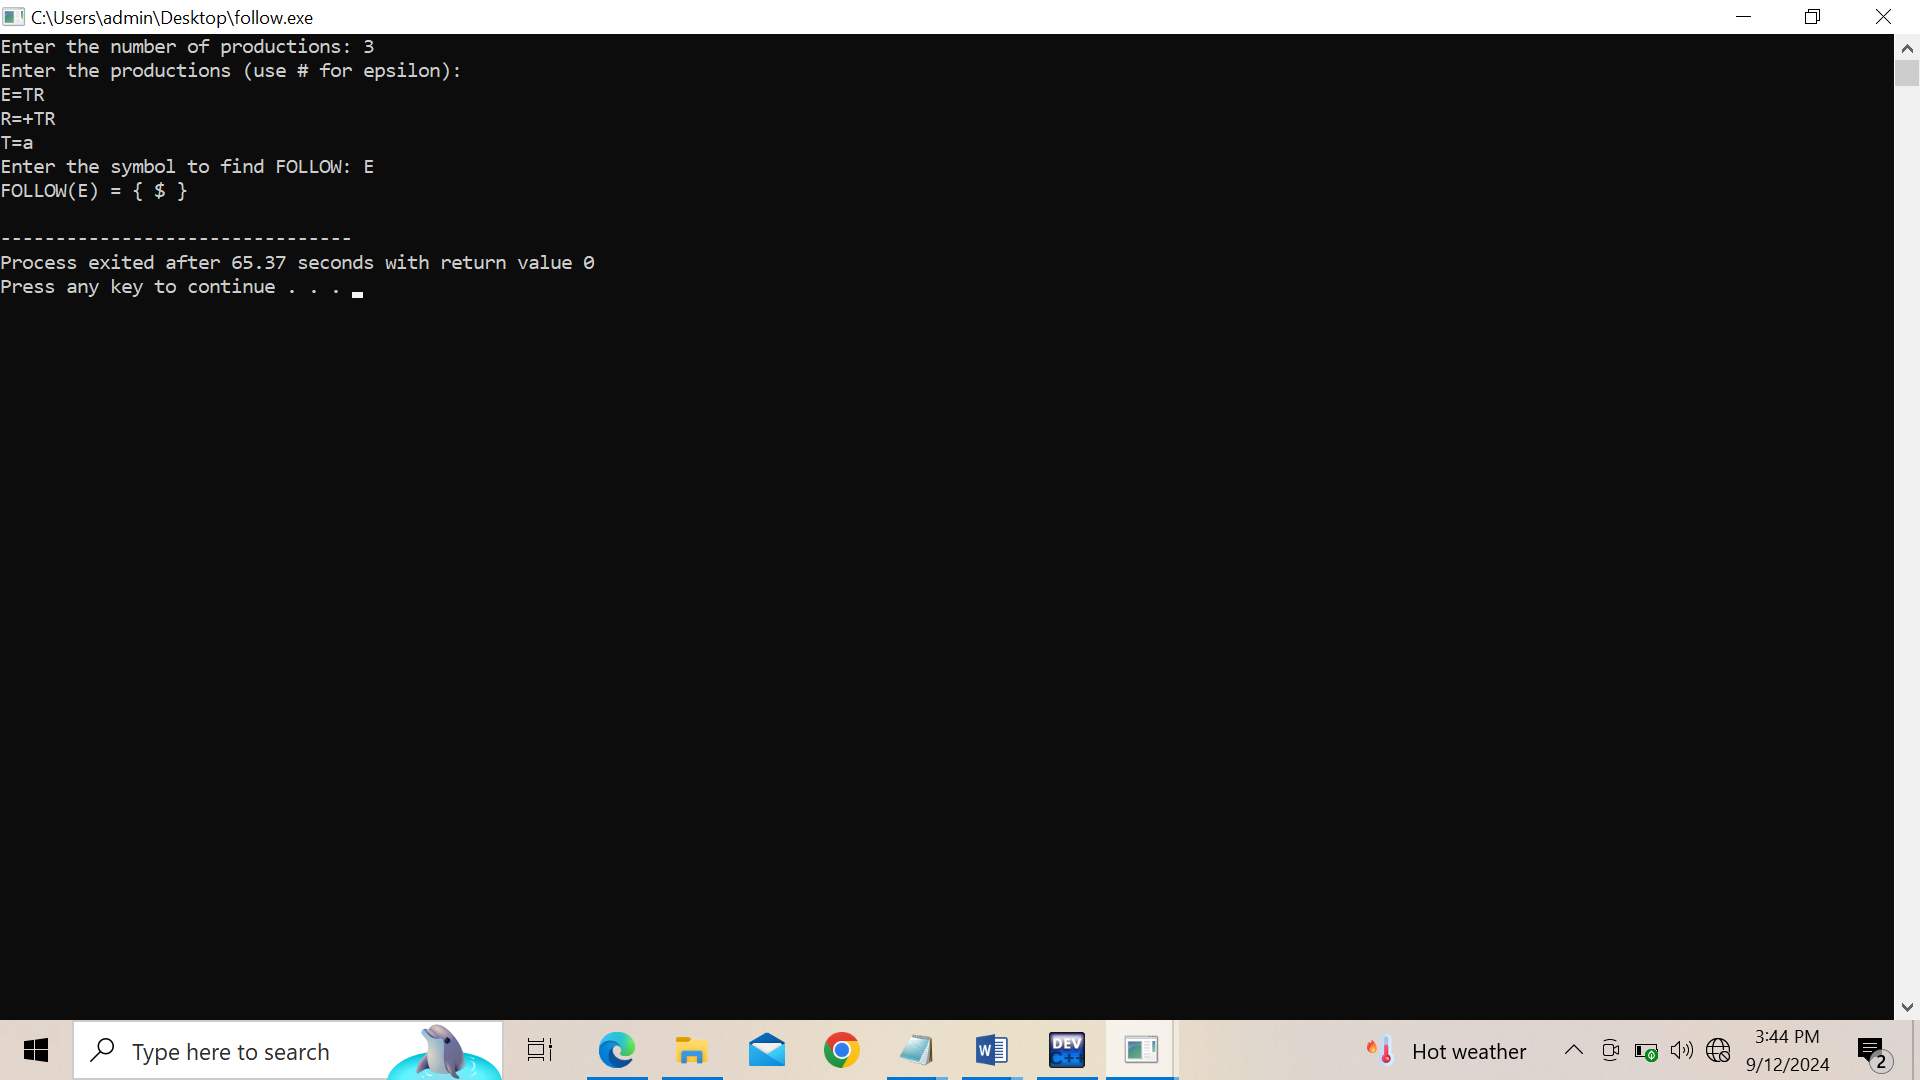 C:\Users\admin\Desktop\follow.exe
Enter the number of productions: 3
Enter the productions (use # for epsilon):
E=TR
R=+TR
T=a
Enter the symbol to find FOLLOW: E
FOLLOW(E) = { $ }
--------------------------------
Process exited after 65.37 seconds with return value 0
Press any key to continue . . .
Type here to search
W
DEV
C++
Hot weather
3:44 PM
9/12/2024
2